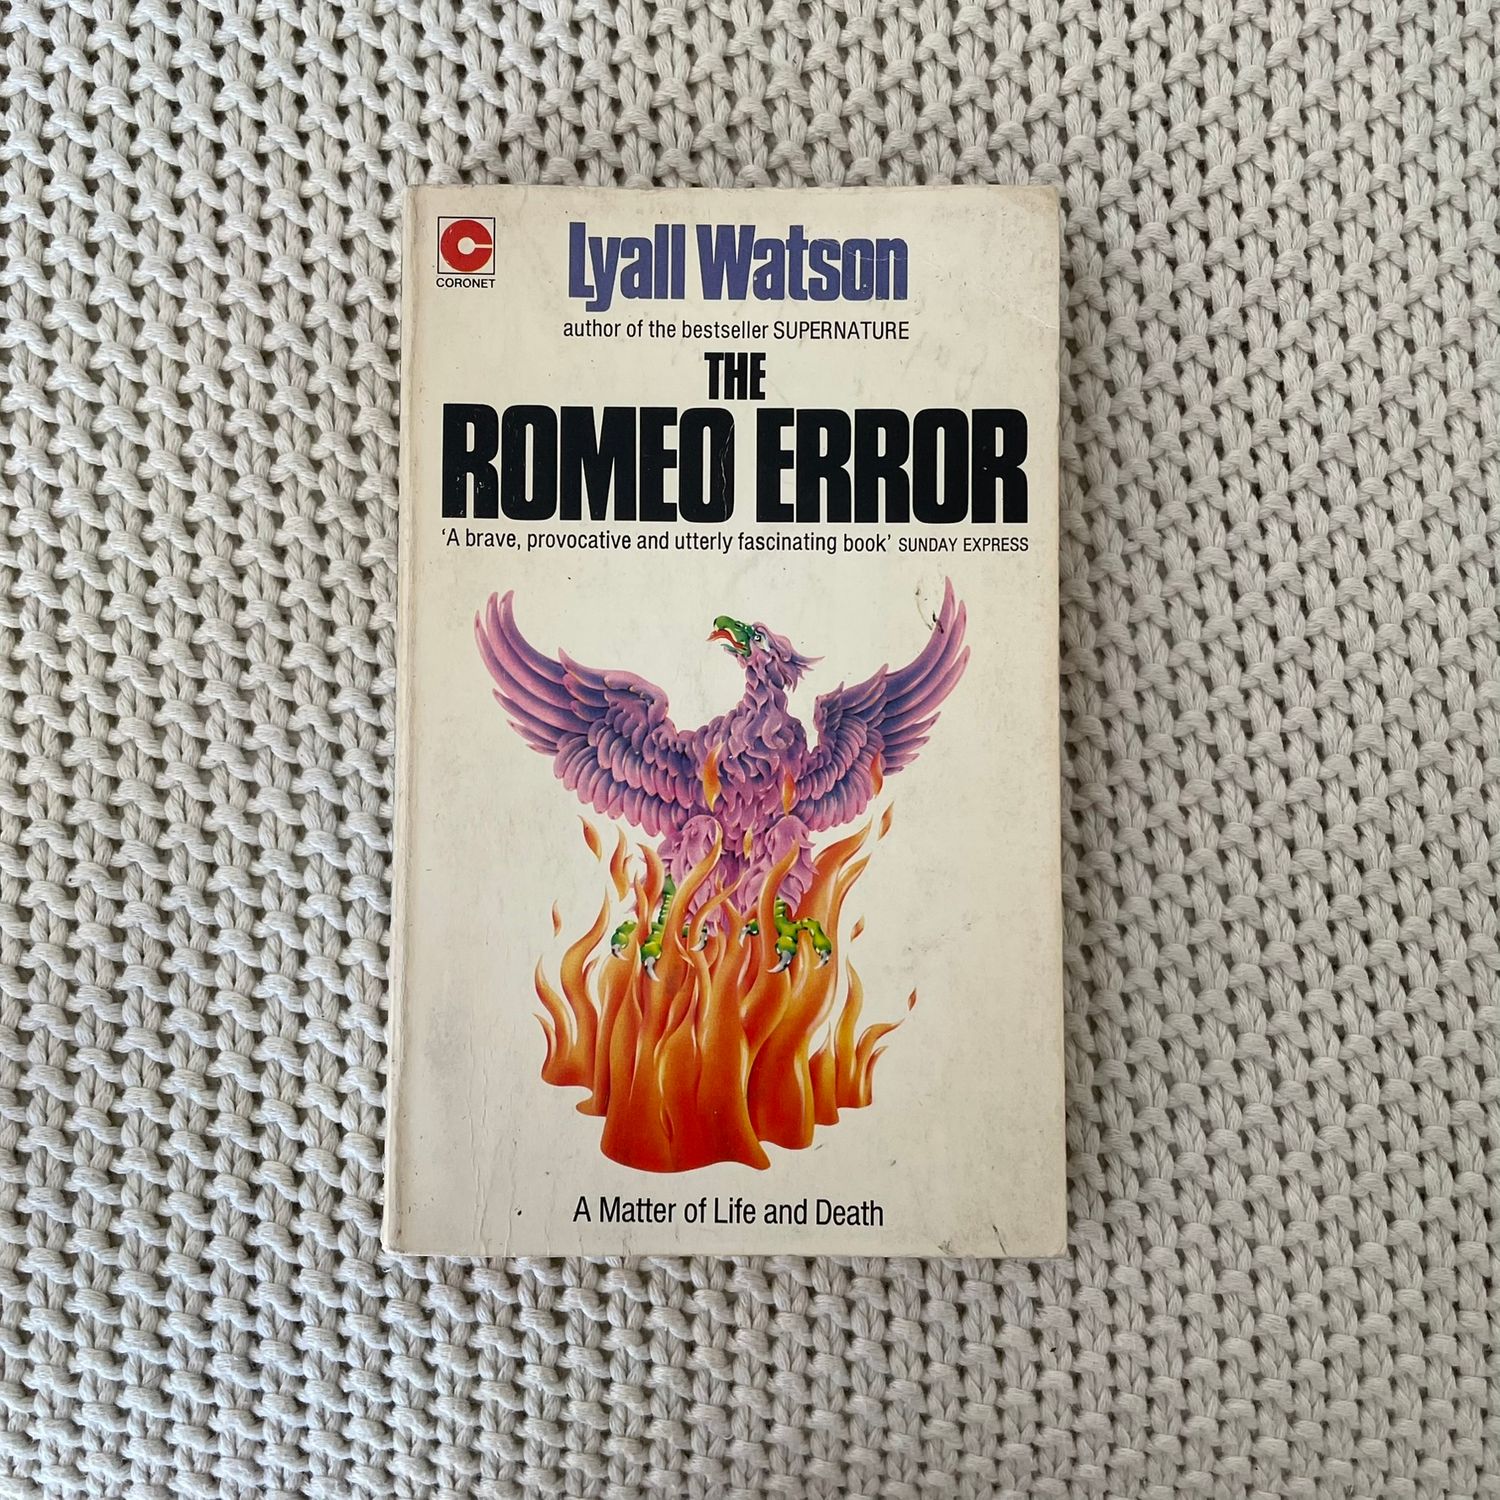 CORONET
Lyall Watson
author of the bestseller SUPERNATURE
THE
ROMEO ERROR
‘A brave, provocative and utterly fascinating book’ SUNDAY EXPRESS
A Matter of Life and Death